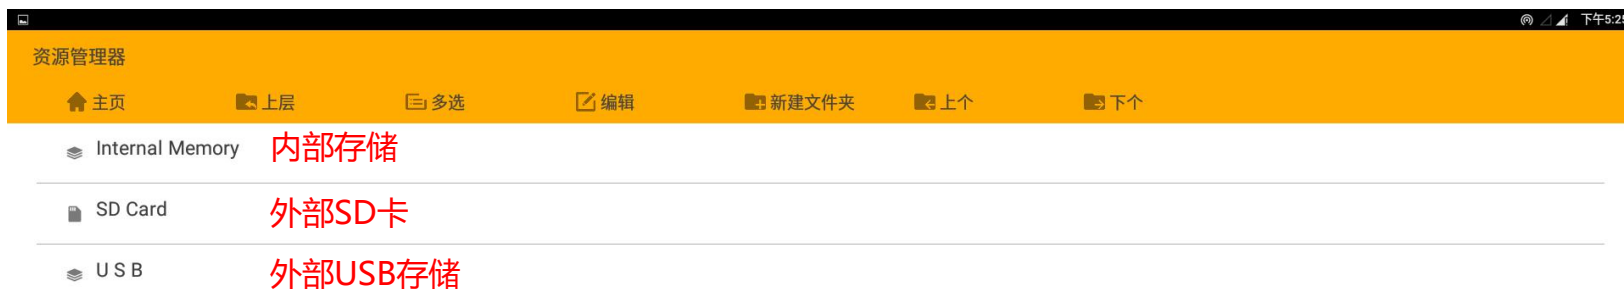 下午5:25
资源管理器
主页 上层 多选 编辑 新建文件夹 上个 下个
Internal Memory 内部存储
SD Card 外部SD卡
U S B 外部USB存储